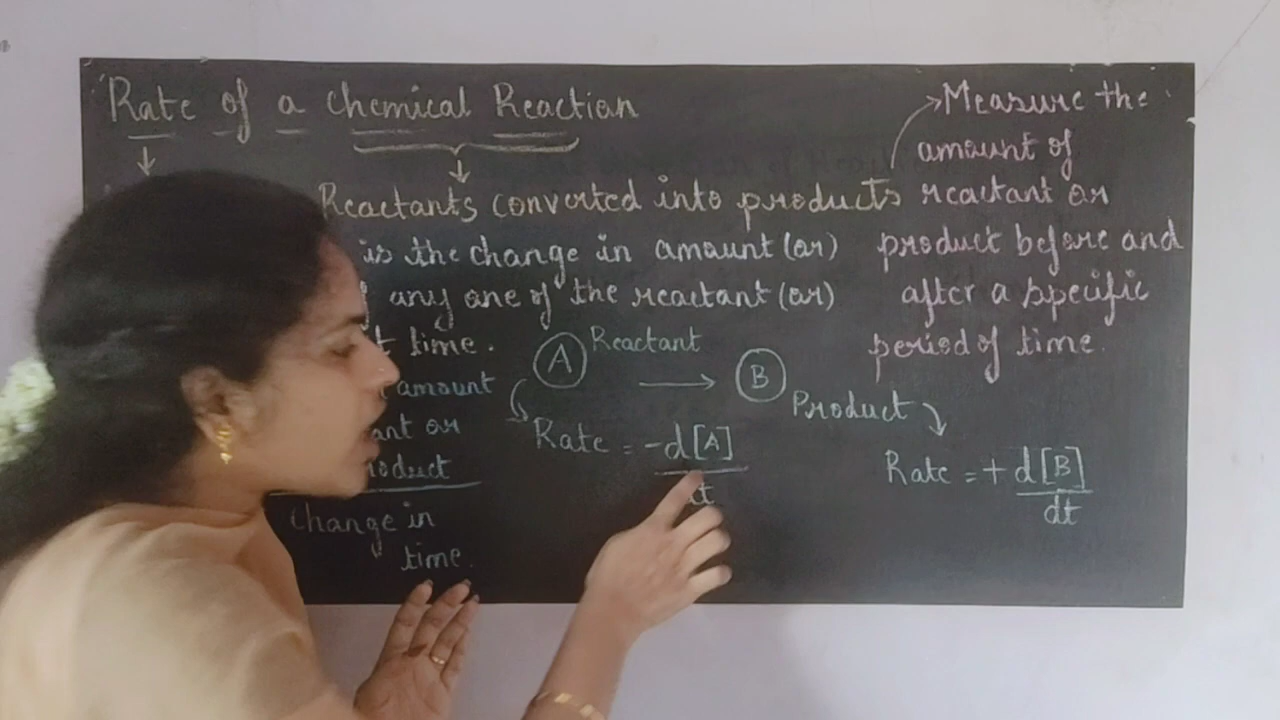 Rate of a chemical Reaction
Reactants converted into products
is the change in amount (or)
any one of the reactant (or)
time.
amount
or
change in
time.
A Reactant → B
Product
Rate = -d[A]
Rate = + d[B]
dt
Measure the
amount of
reactant or
product before and
after a specific
period of time.